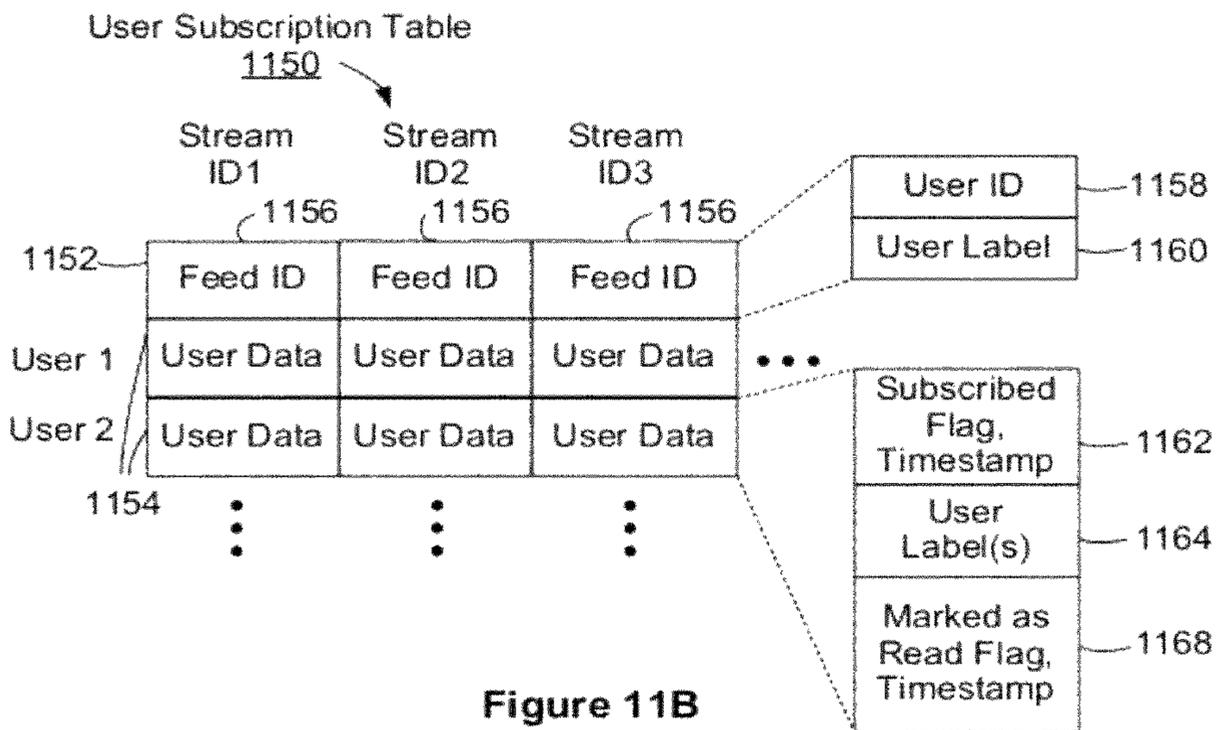 User Subscription Table
1150
Stream ID1
Stream ID2
Stream ID3
1156
1156
1156
1152
Feed ID
Feed ID
Feed ID
User 1
User Data
User Data
User Data
User 2
User Data
User Data
User Data
1154
User ID
1158
User Label
1160
Subscribed
Flag,
Timestamp
1162
User
Label(s)
1164
Marked as
Read Flag,
Timestamp
1168
Figure 11B